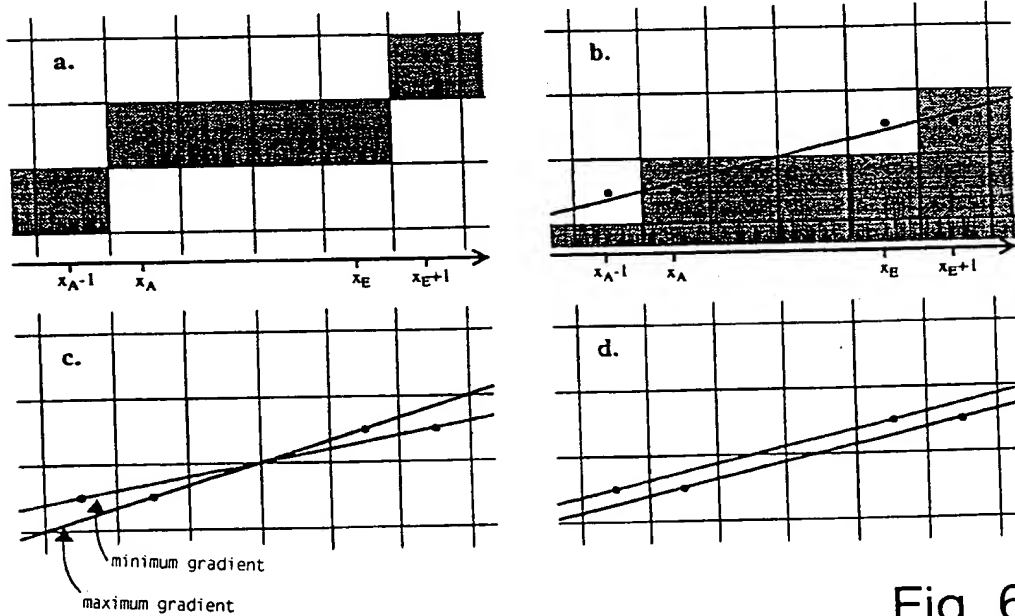 a.
b.
x_A-1 x_A x_E x_E+1
x_A-1 x_A x_E x_E+1
c.
d.
minimum gradient
maximum gradient
Fig. 6